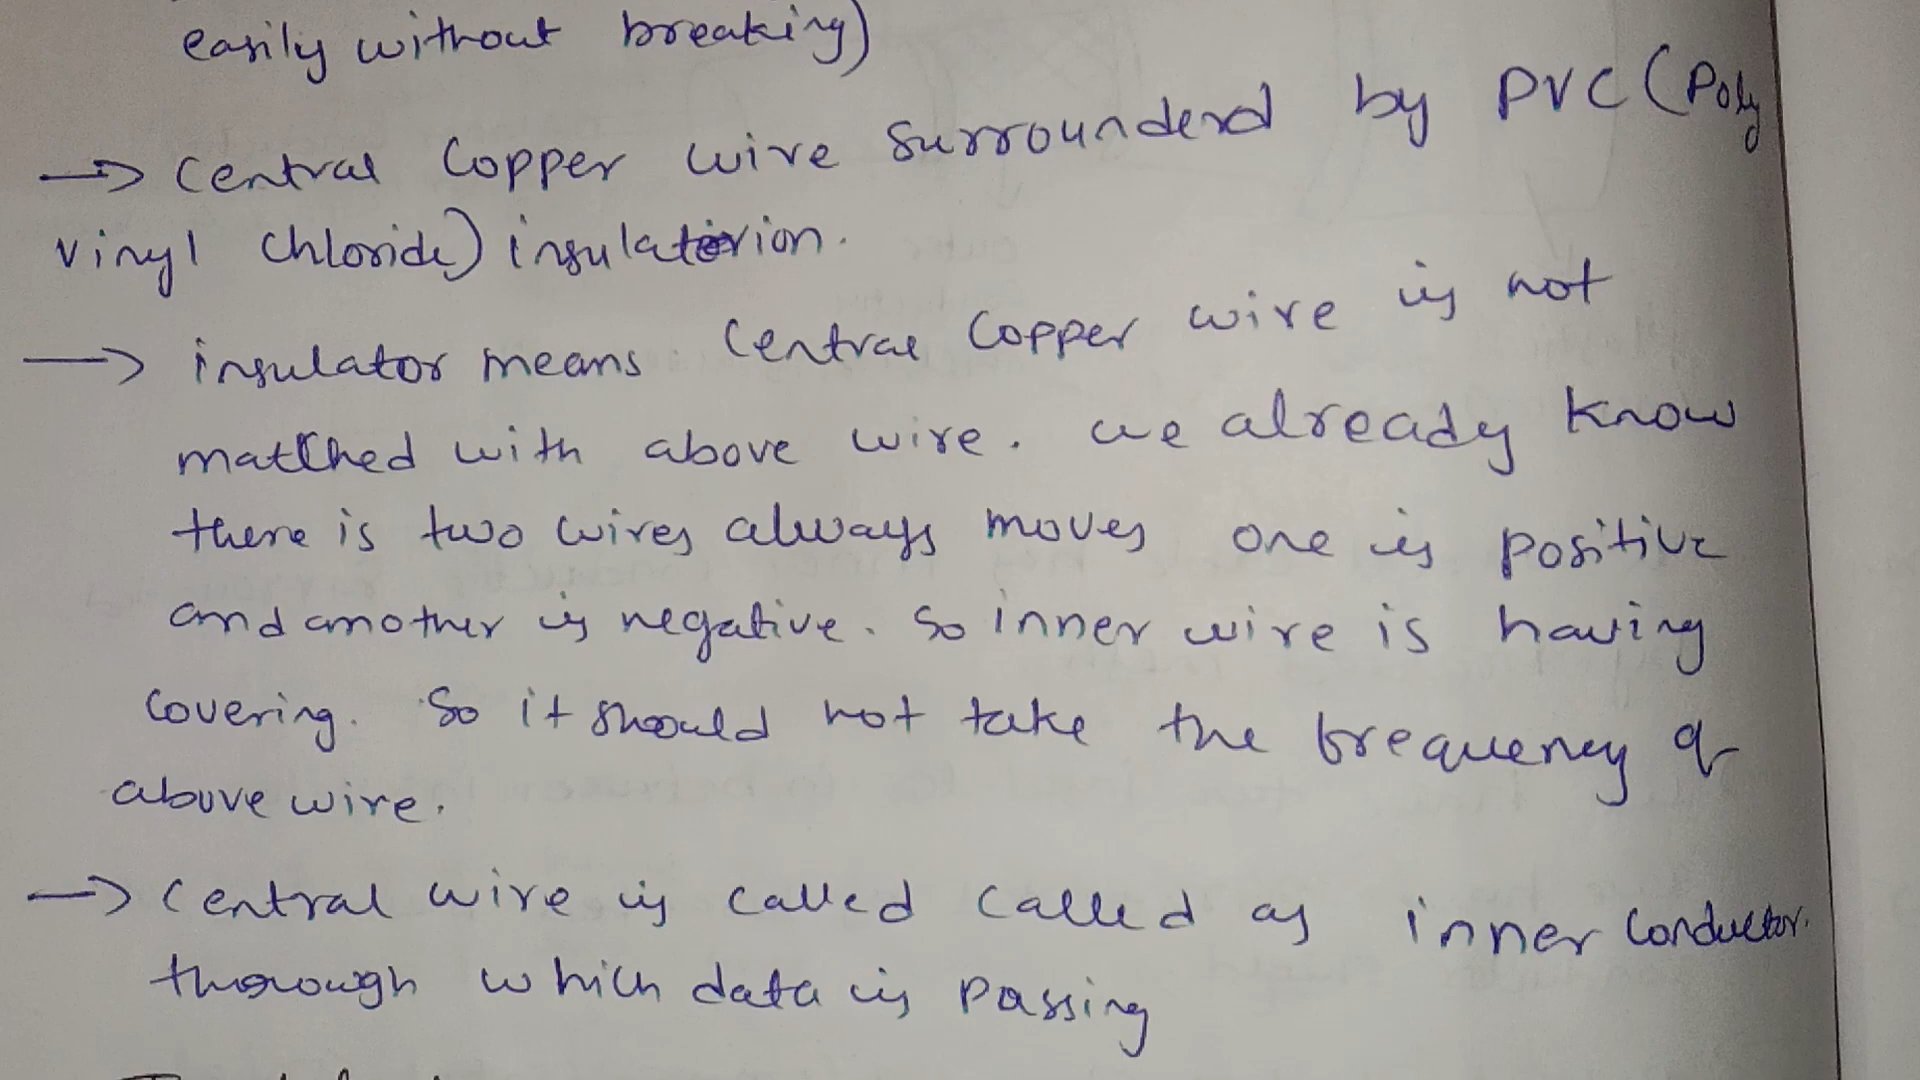 easily without breaking)
→ Central Copper wire surrounderd by PVC (Poly
vinyl Chloride) insulaterion.
→ insulator means Central Copper wire is not
matched with above wire. we already know
there is two wires always moves one is positive
and another is negative. So inner wire is having
covering. So it should not take the frequency of
above wire.
→ Central wire is called called as inner conductor.
thorough which data is passing